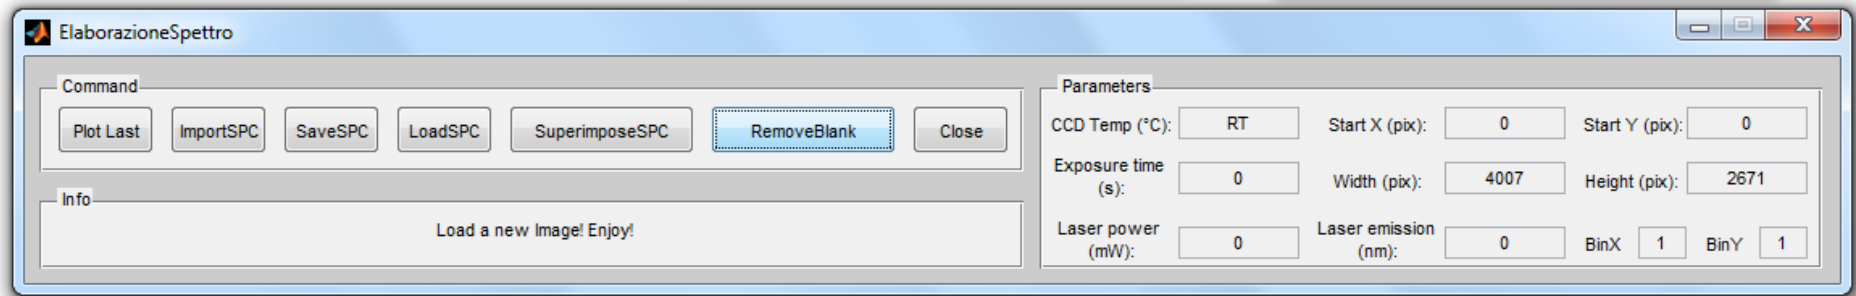 ElaborazioneSpettro
Command
Plot Last ImportSPC SaveSPC LoadSPC SuperimposeSPC RemoveBlank Close
Info
Load a new Image! Enjoy!
Parameters
CCD Temp (°C): RT Start X (pix): 0 Start Y (pix): 0
Exposure time
(s): 0 Width (pix): 4007 Height (pix): 2671
Laser power
(mW): 0 Laser emission
(nm): 0 BinX 1 BinY 1